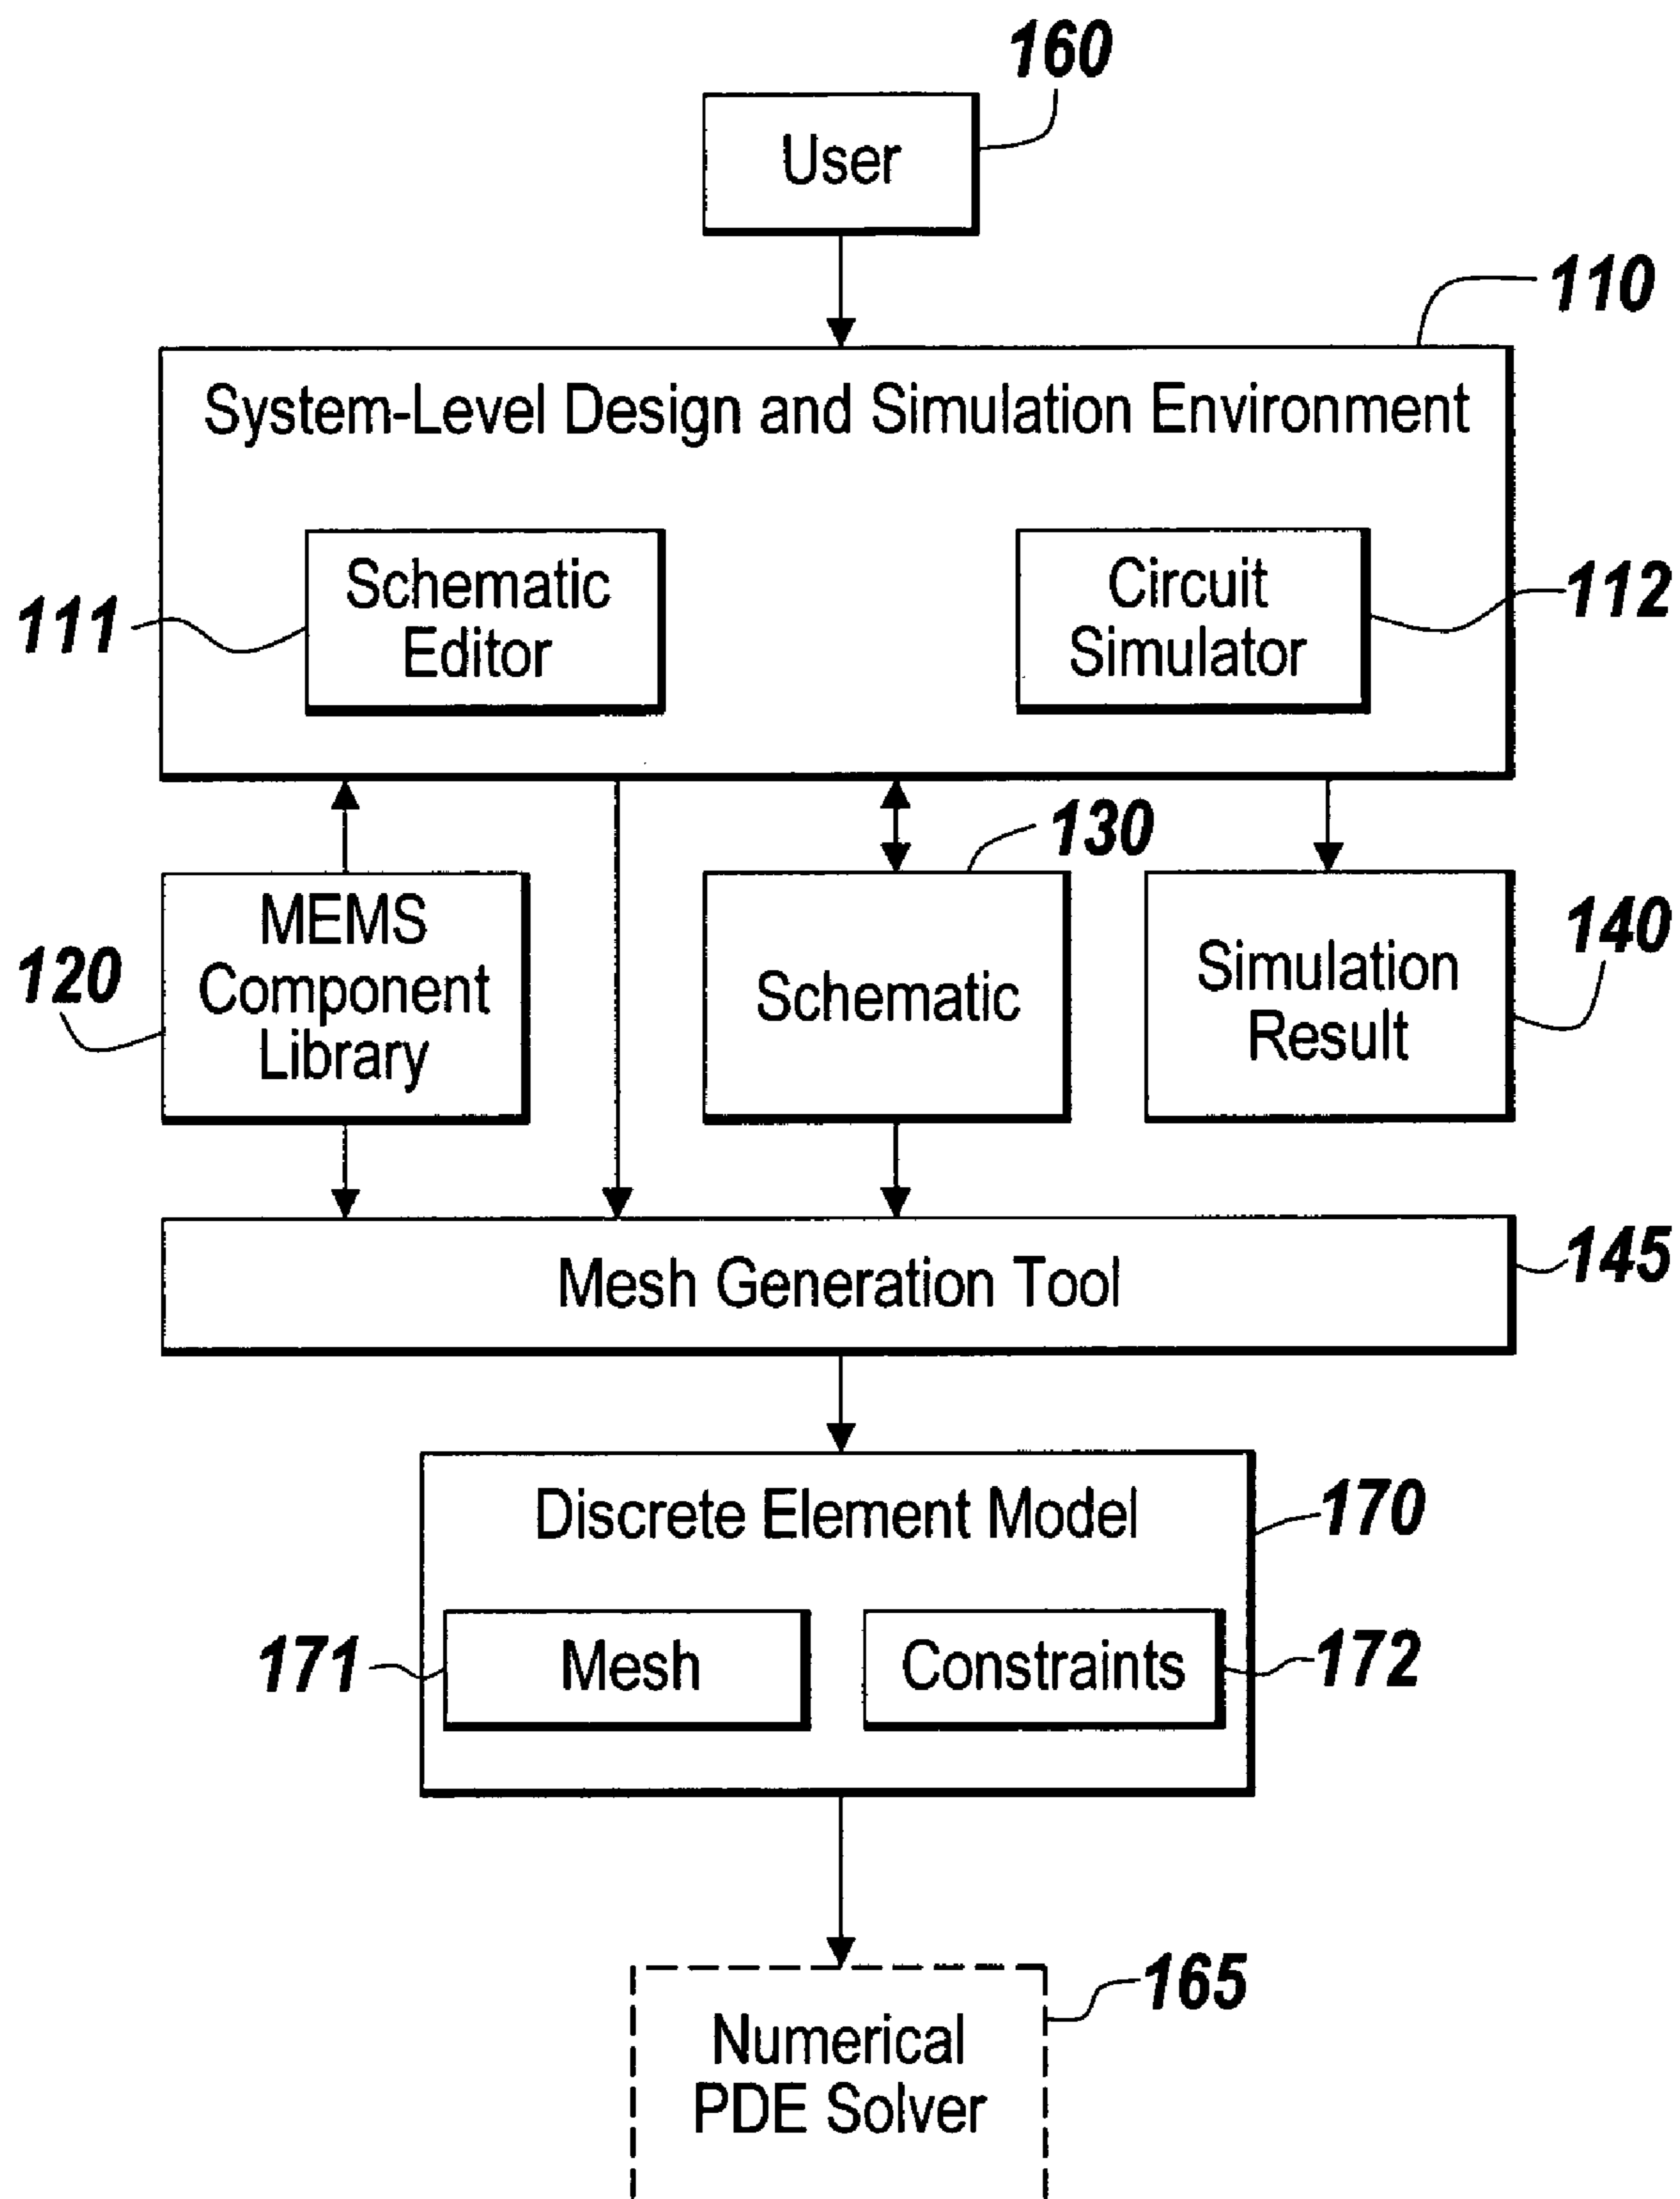 160
User
110
System-Level Design and Simulation Environment
111
Schematic
Editor
Circuit
Simulator
112
130
120
MEMS
Component
Library
Schematic
Simulation
Result
140
Mesh Generation Tool
145
Discrete Element Model
170
171
Mesh
Constraints
172
165
Numerical
PDE Solver